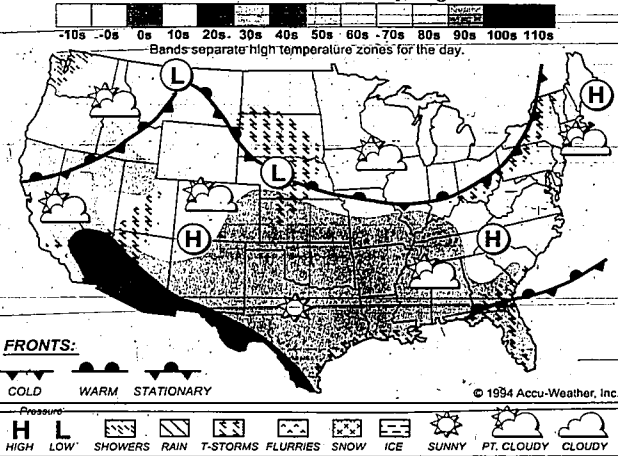 -10s -0s 0s 10s 20s 30s 40s 50s 60s 70s 80s 90s 100s 110s
Bands separate high temperature zones for the day.
L
H
L
H
H
FRONTS:
COLD WARM STATIONARY
© 1994 Accu-Weather, Inc.
Pressure
H L
HIGH LOW SHOWERS RAIN T-STORMS FLURRIES SNOW ICE SUNNY PT. CLOUDY CLOUDY